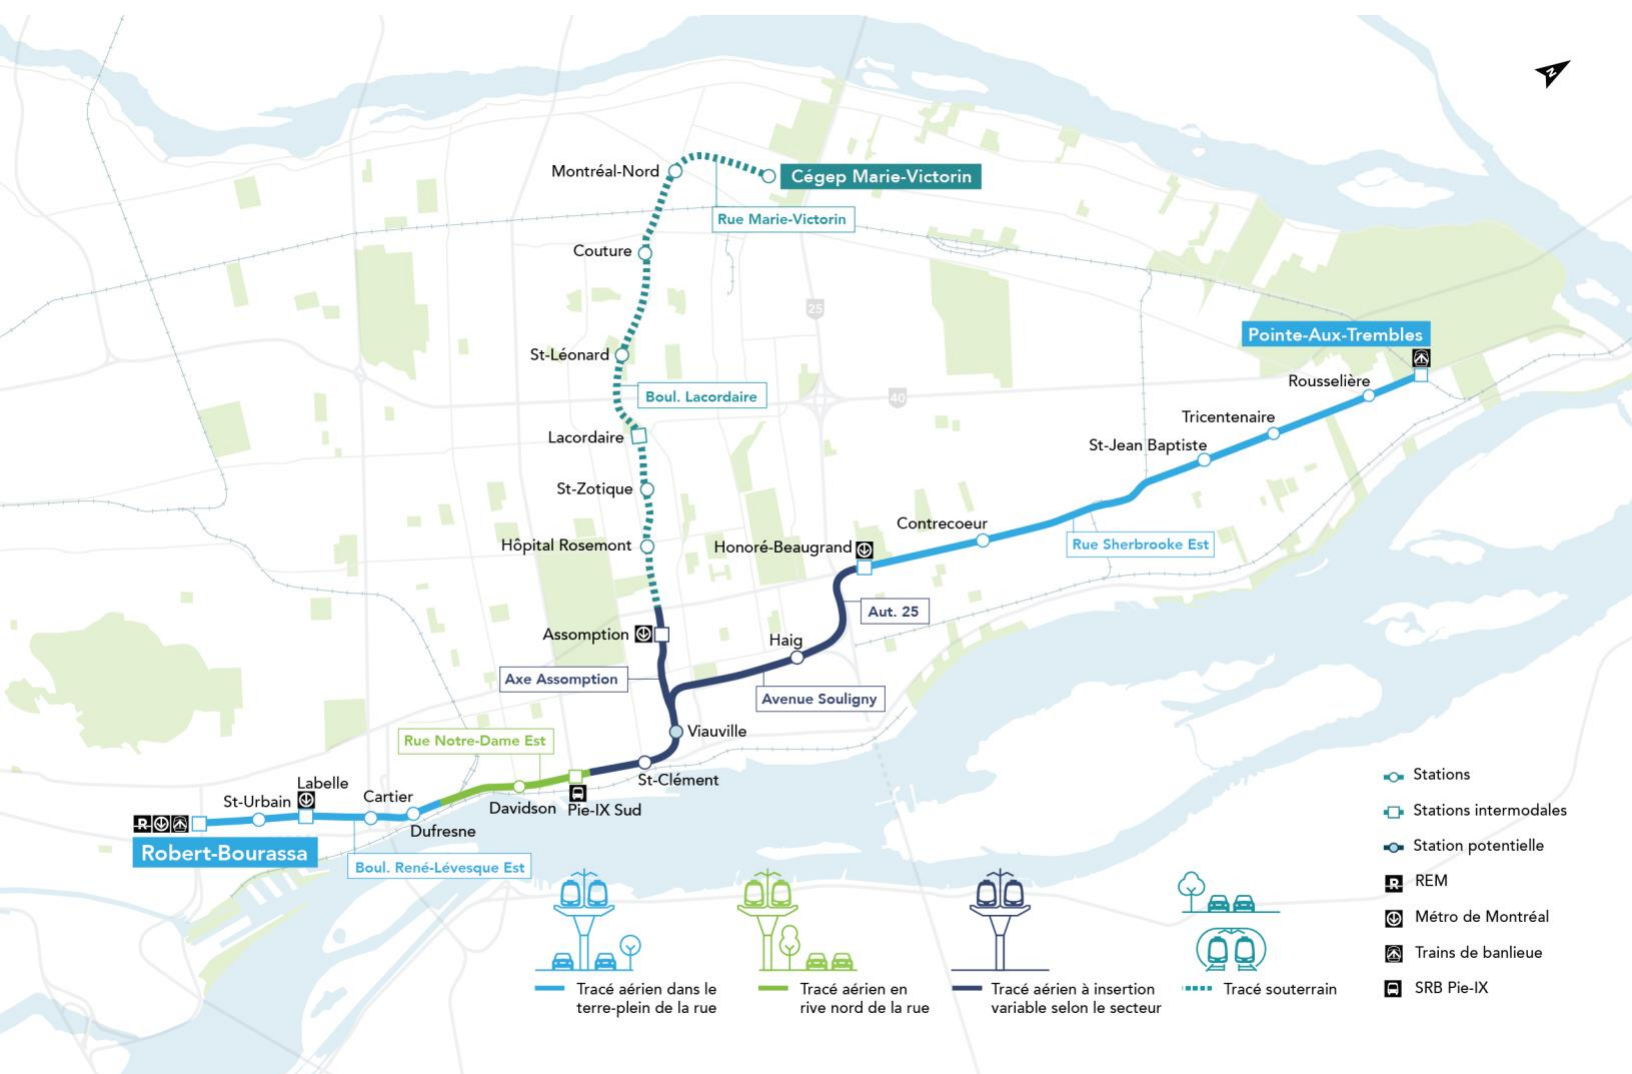 N
Montréal-Nord
Cégep Marie-Victorin
Rue Marie-Victorin
Couture
25
St-Léonard
Pointe-Aux-Trembles
Rousselière
Boul. Lacordaire
40
Tricentenaire
Lacordaire
St-Jean Baptiste
St-Zotique
Contrecoeur
Hôpital Rosemont
Honoré-Beaugrand
Rue Sherbrooke Est
Aut. 25
Assomption
Haig
Axe Assomption
Avenue Souligny
Viauville
Rue Notre-Dame Est
St-Clément
Labelle
St-Urbain
Cartier
Davidson
Pie-IX Sud
R
Dufresne
Robert-Bourassa
Boul. René-Lévesque Est
Stations
Stations intermodales
Station potentielle
R
REM
Métro de Montréal
Trains de banlieue
SRB Pie-IX
Tracé aérien dans le
terre-plein de la rue
Tracé aérien en
rive nord de la rue
Tracé aérien à insertion
variable selon le secteur
Tracé souterrain